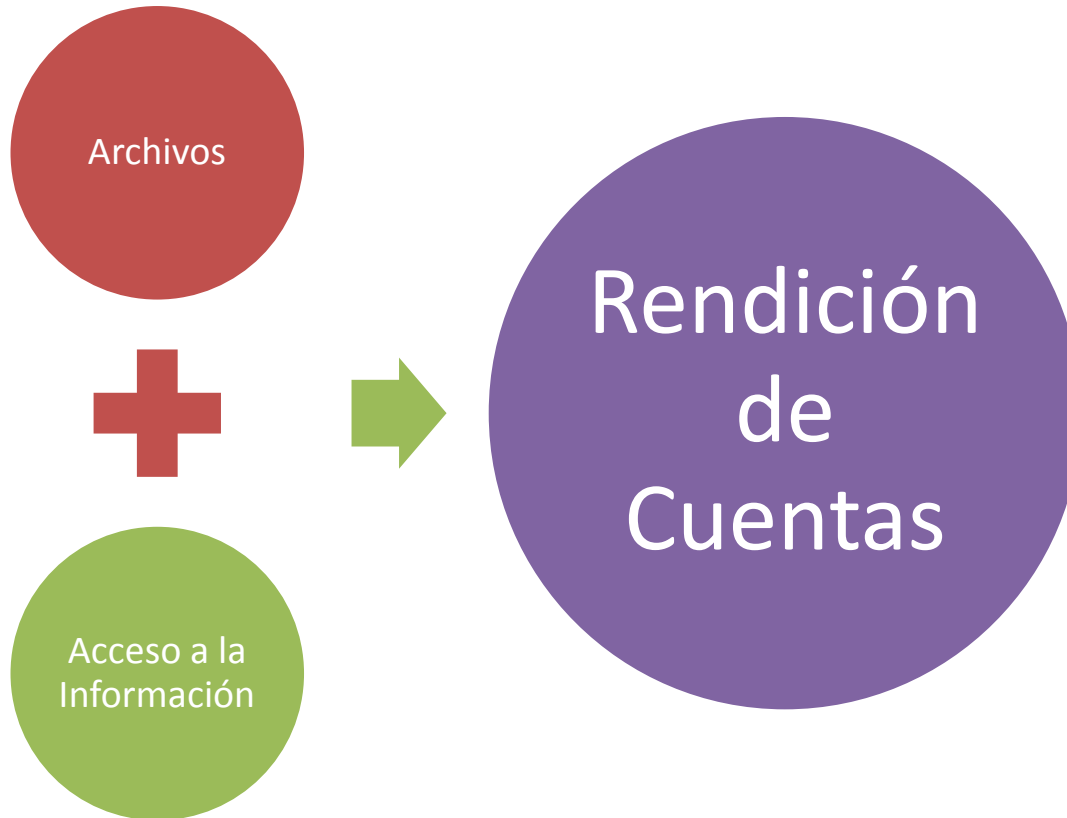 Archivos
Acceso a la
Información
Rendición
de
Cuentas